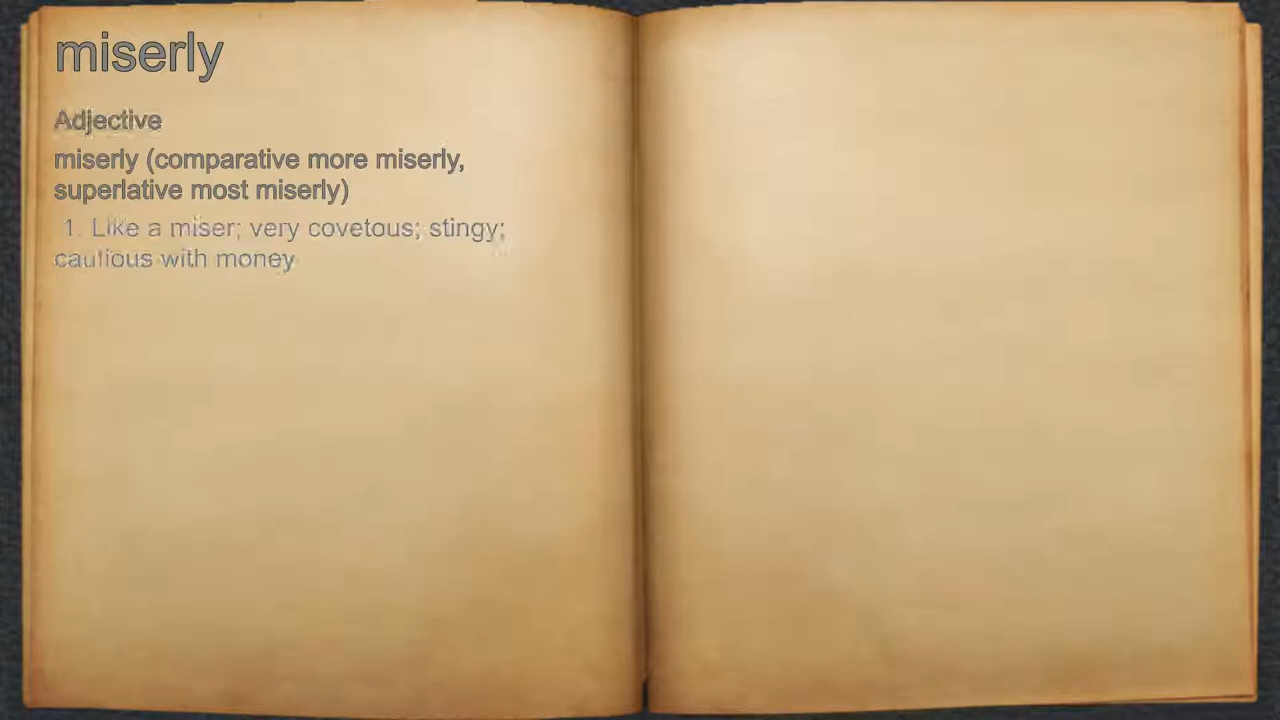 miserly
Adjective
miserly (comparative more miserly,
superlative most miserly)
1. Like a miser; very covetous; stingy;
cautious with money